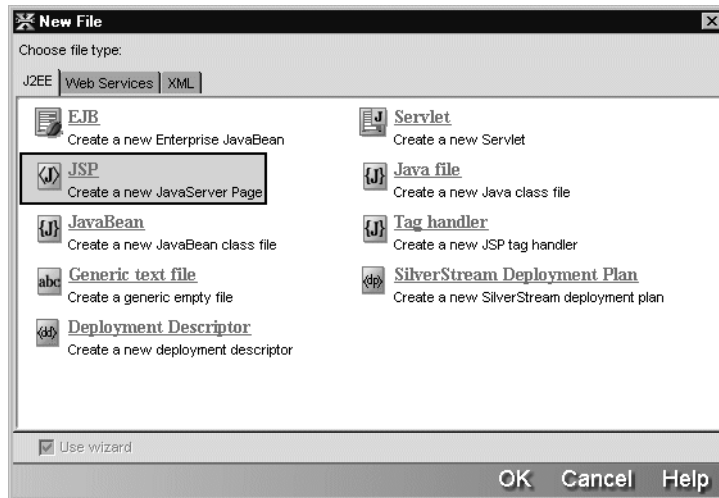 New File
Choose file type:
J2EE Web Services XML
EJB
Create a new Enterprise JavaBean
Servlet
Create a new Servlet
JSP
Create a new JavaServer Page
Java file
Create a new Java class file
JavaBean
Create a new JavaBean class file
Tag handler
Create a new JSP tag handler
Generic text file
Create a generic empty file
SilverStream Deployment Plan
Create a new SilverStream deployment plan
Deployment Descriptor
Create a new deployment descriptor
Use wizard
OK Cancel Help